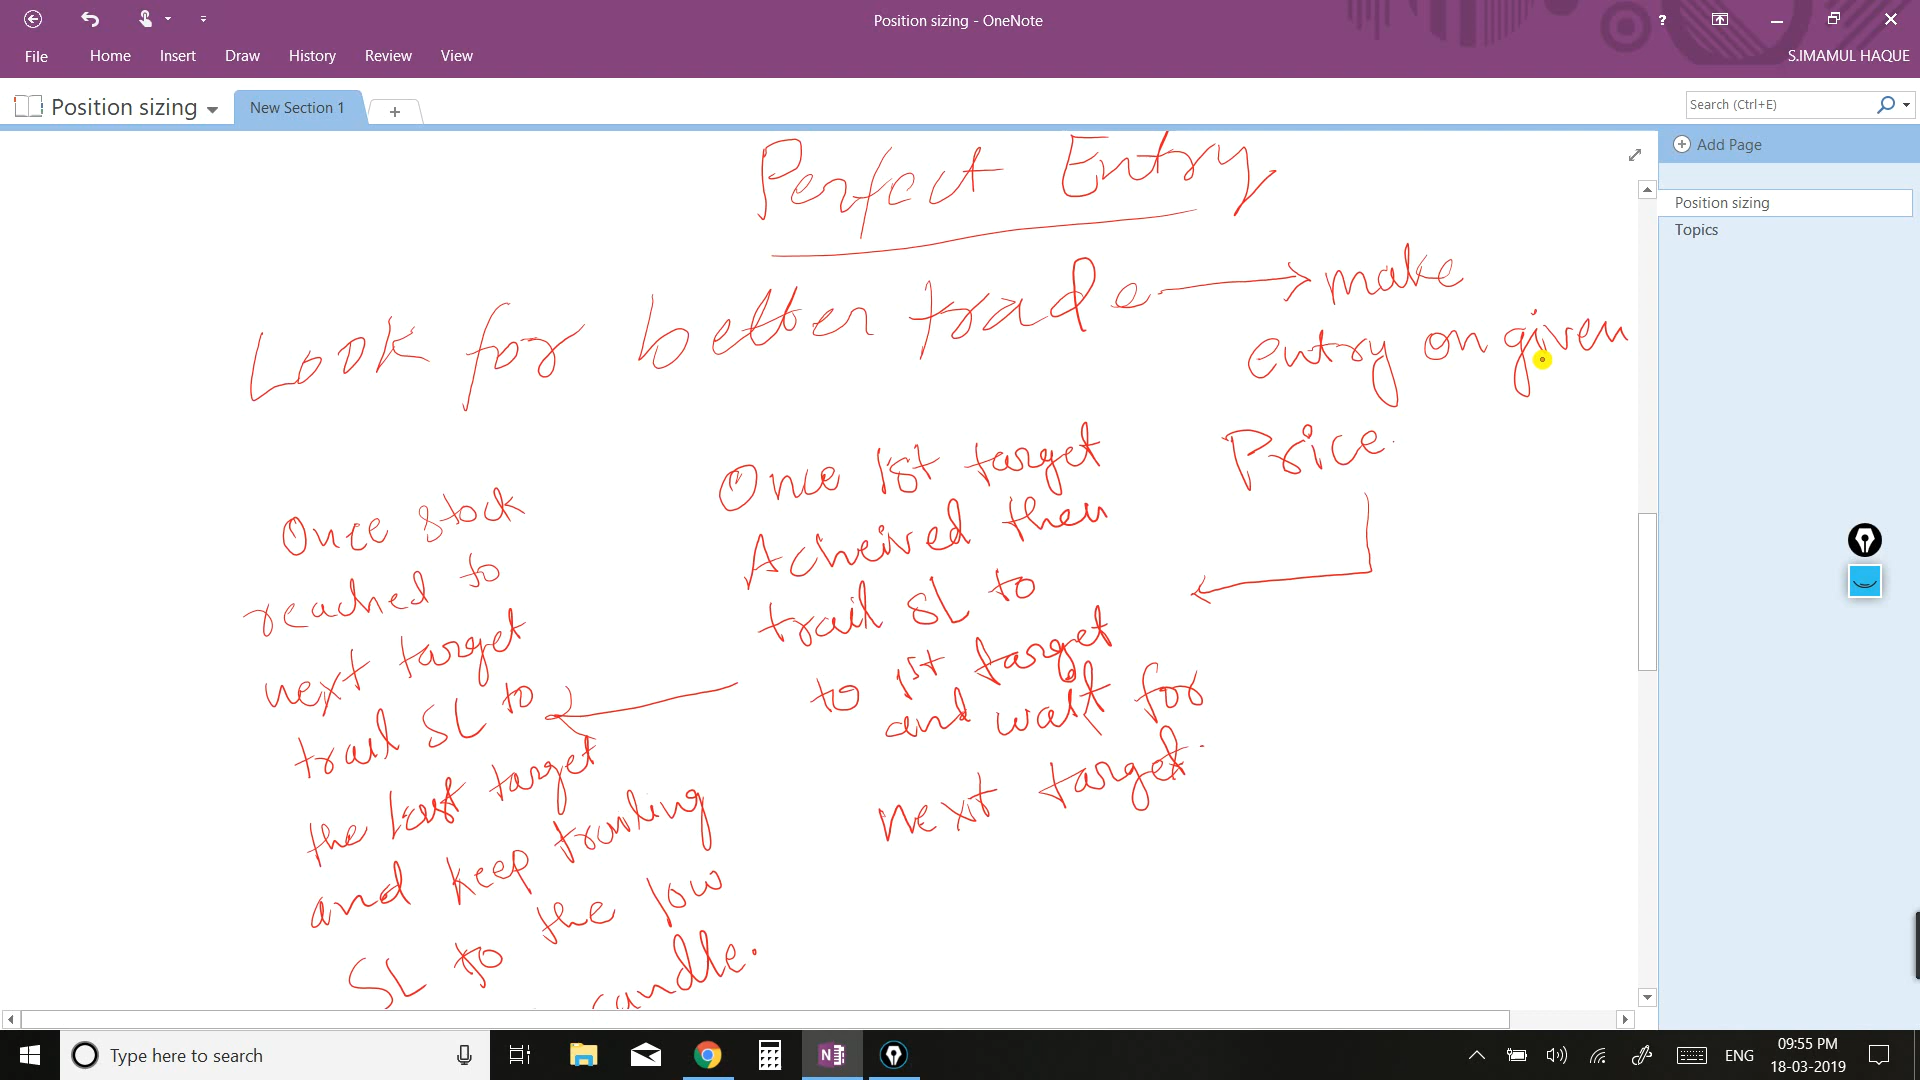 Position sizing - OneNote
?
File
Home
Insert
Draw
History
Review
View
S.IMAMUL HAQUE
Position sizing
New Section 1
+
Search (Ctrl+E)
Add Page
Position sizing
Topics
Perfect Entry
Look for better trade
make
entry on given
Price.
Once 1st target
Acheived then
trail SL to
to 1st target
and wait for
next target.
Once stock
reached to
next target
trail SL to
the last target
and keep trailing
SL to the low
candle.
Type here to search
ENG
09:55 PM
18-03-2019